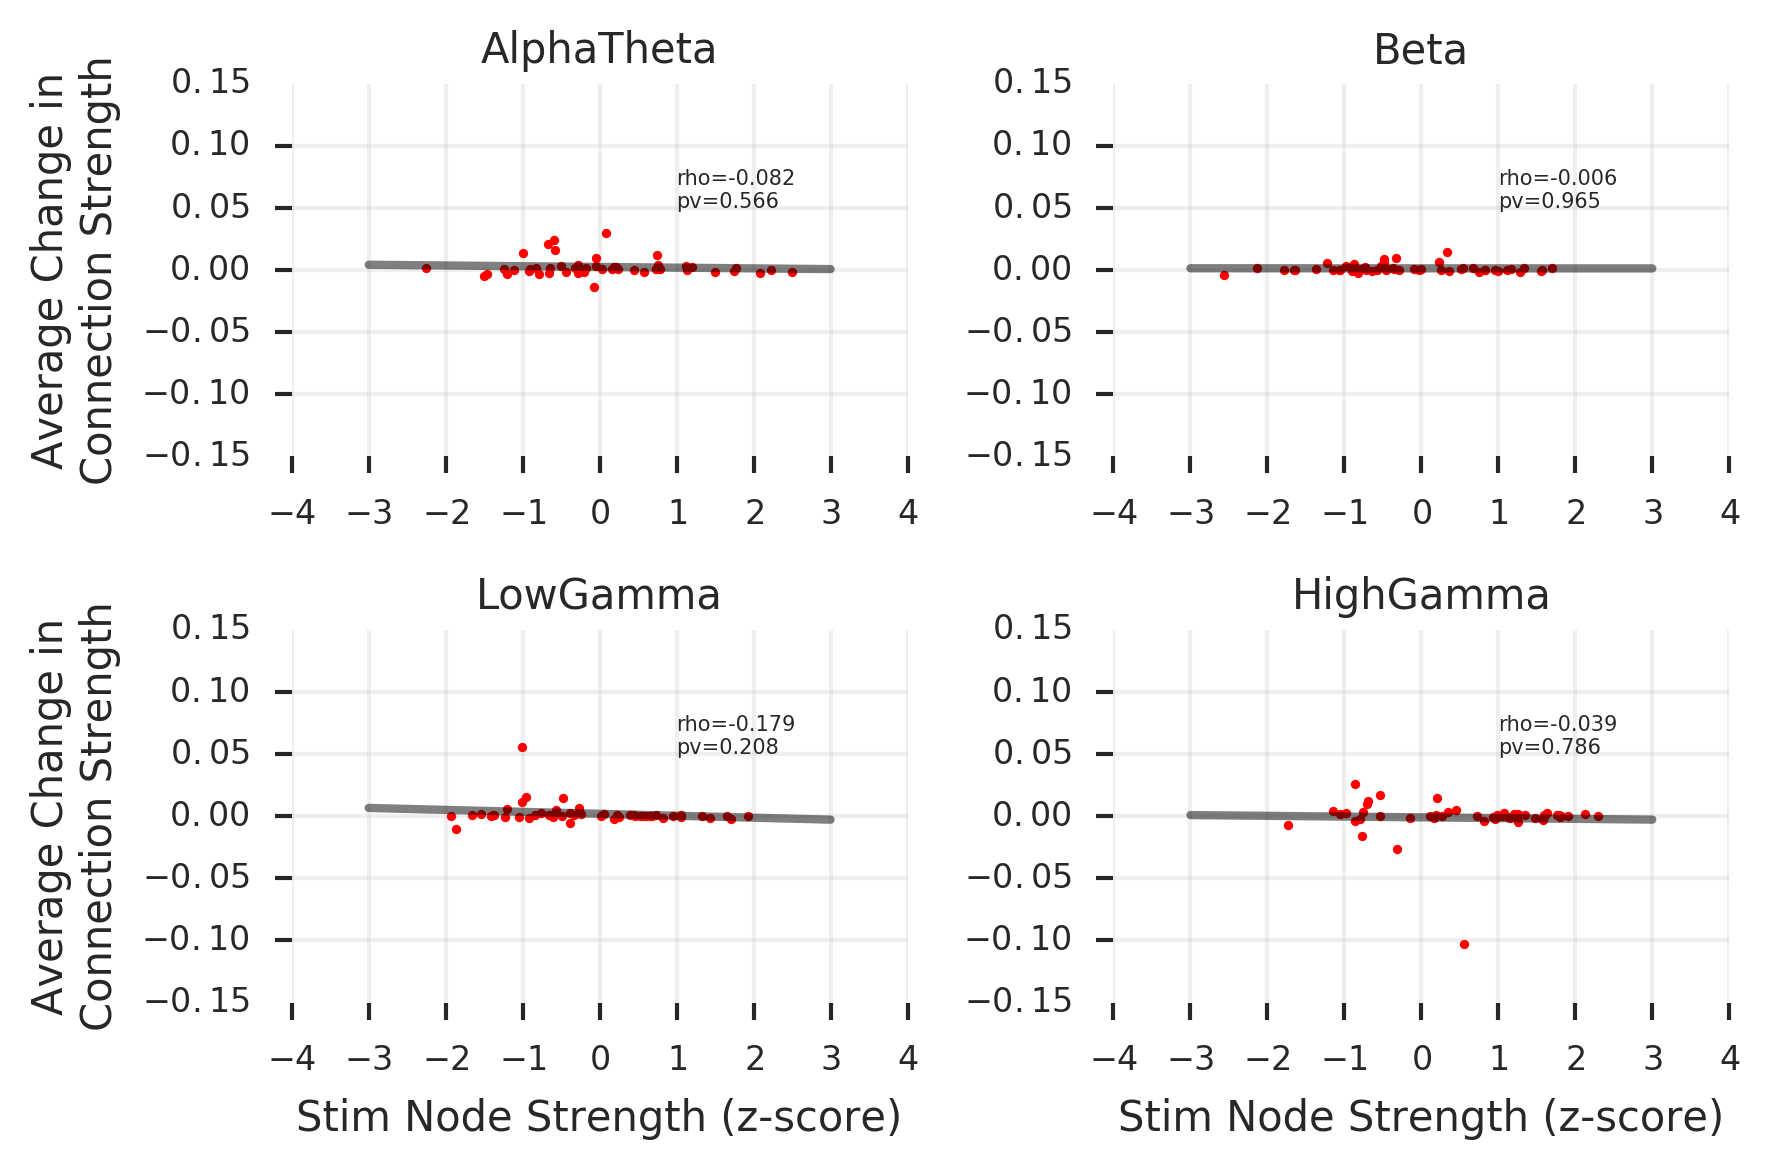 AlphaTheta
Average Change in
Connection Strength
0.15
0.10
0.05
0.00
−0.05
−0.10
−0.15
rho=-0.082
pv=0.566
−4 −3 −2 −1 0 1 2 3 4
Beta
0.15
0.10
0.05
0.00
−0.05
−0.10
−0.15
rho=-0.006
pv=0.965
−4 −3 −2 −1 0 1 2 3 4
LowGamma
Average Change in
Connection Strength
0.15
0.10
0.05
0.00
−0.05
−0.10
−0.15
rho=-0.179
pv=0.208
−4 −3 −2 −1 0 1 2 3 4
Stim Node Strength (z-score)
HighGamma
0.15
0.10
0.05
0.00
−0.05
−0.10
−0.15
rho=-0.039
pv=0.786
−4 −3 −2 −1 0 1 2 3 4
Stim Node Strength (z-score)